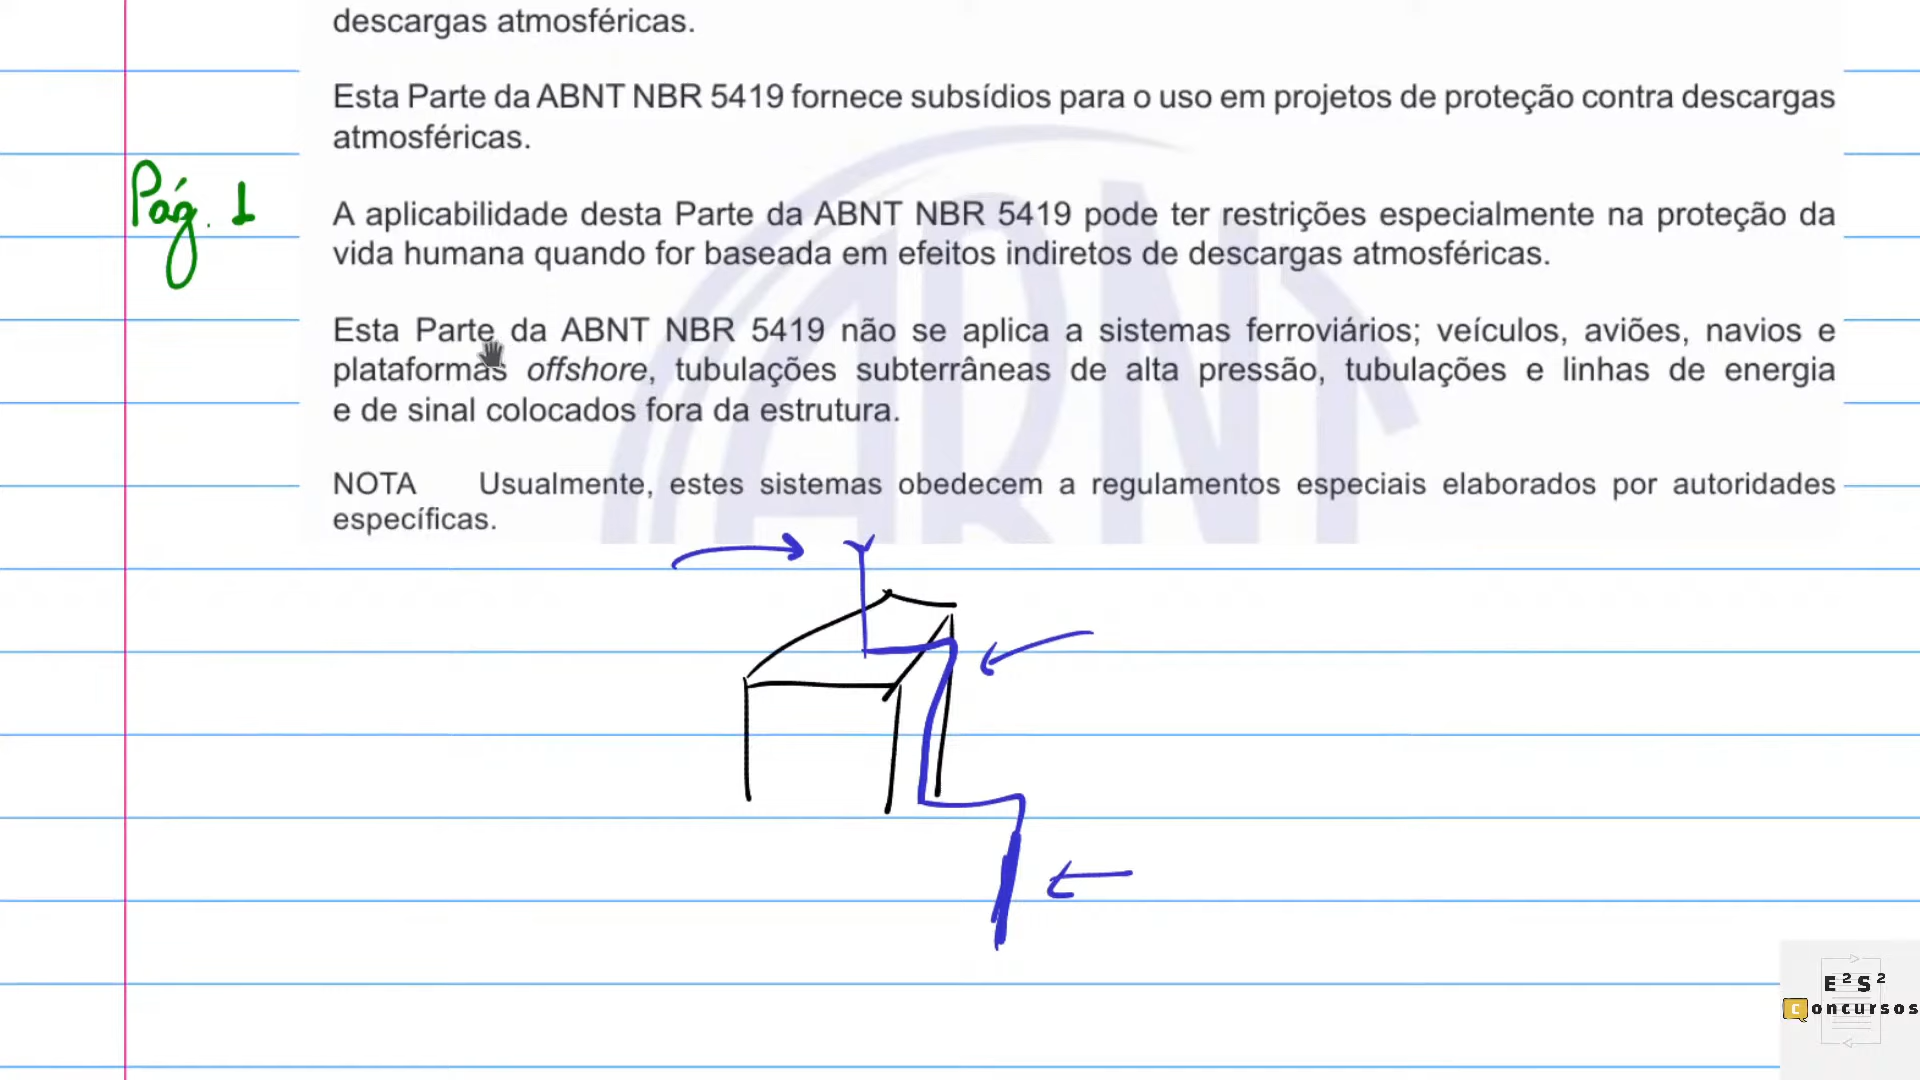 descargas atmosféricas.
Esta Parte da ABNT NBR 5419 fornece subsídios para o uso em projetos de proteção contra descargas
atmosféricas.
Pág. 1
A aplicabilidade desta Parte da ABNT NBR 5419 pode ter restrições especialmente na proteção da
vida humana quando for baseada em efeitos indiretos de descargas atmosféricas.
Esta Parte da ABNT NBR 5419 não se aplica a sistemas ferroviários; veículos, aviões, navios e
plataformas offshore, tubulações subterrâneas de alta pressão, tubulações e linhas de energia
e de sinal colocados fora da estrutura.
NOTA Usualmente, estes sistemas obedecem a regulamentos especiais elaborados por autoridades
específicas.
ABNT
E²S²
Concursos